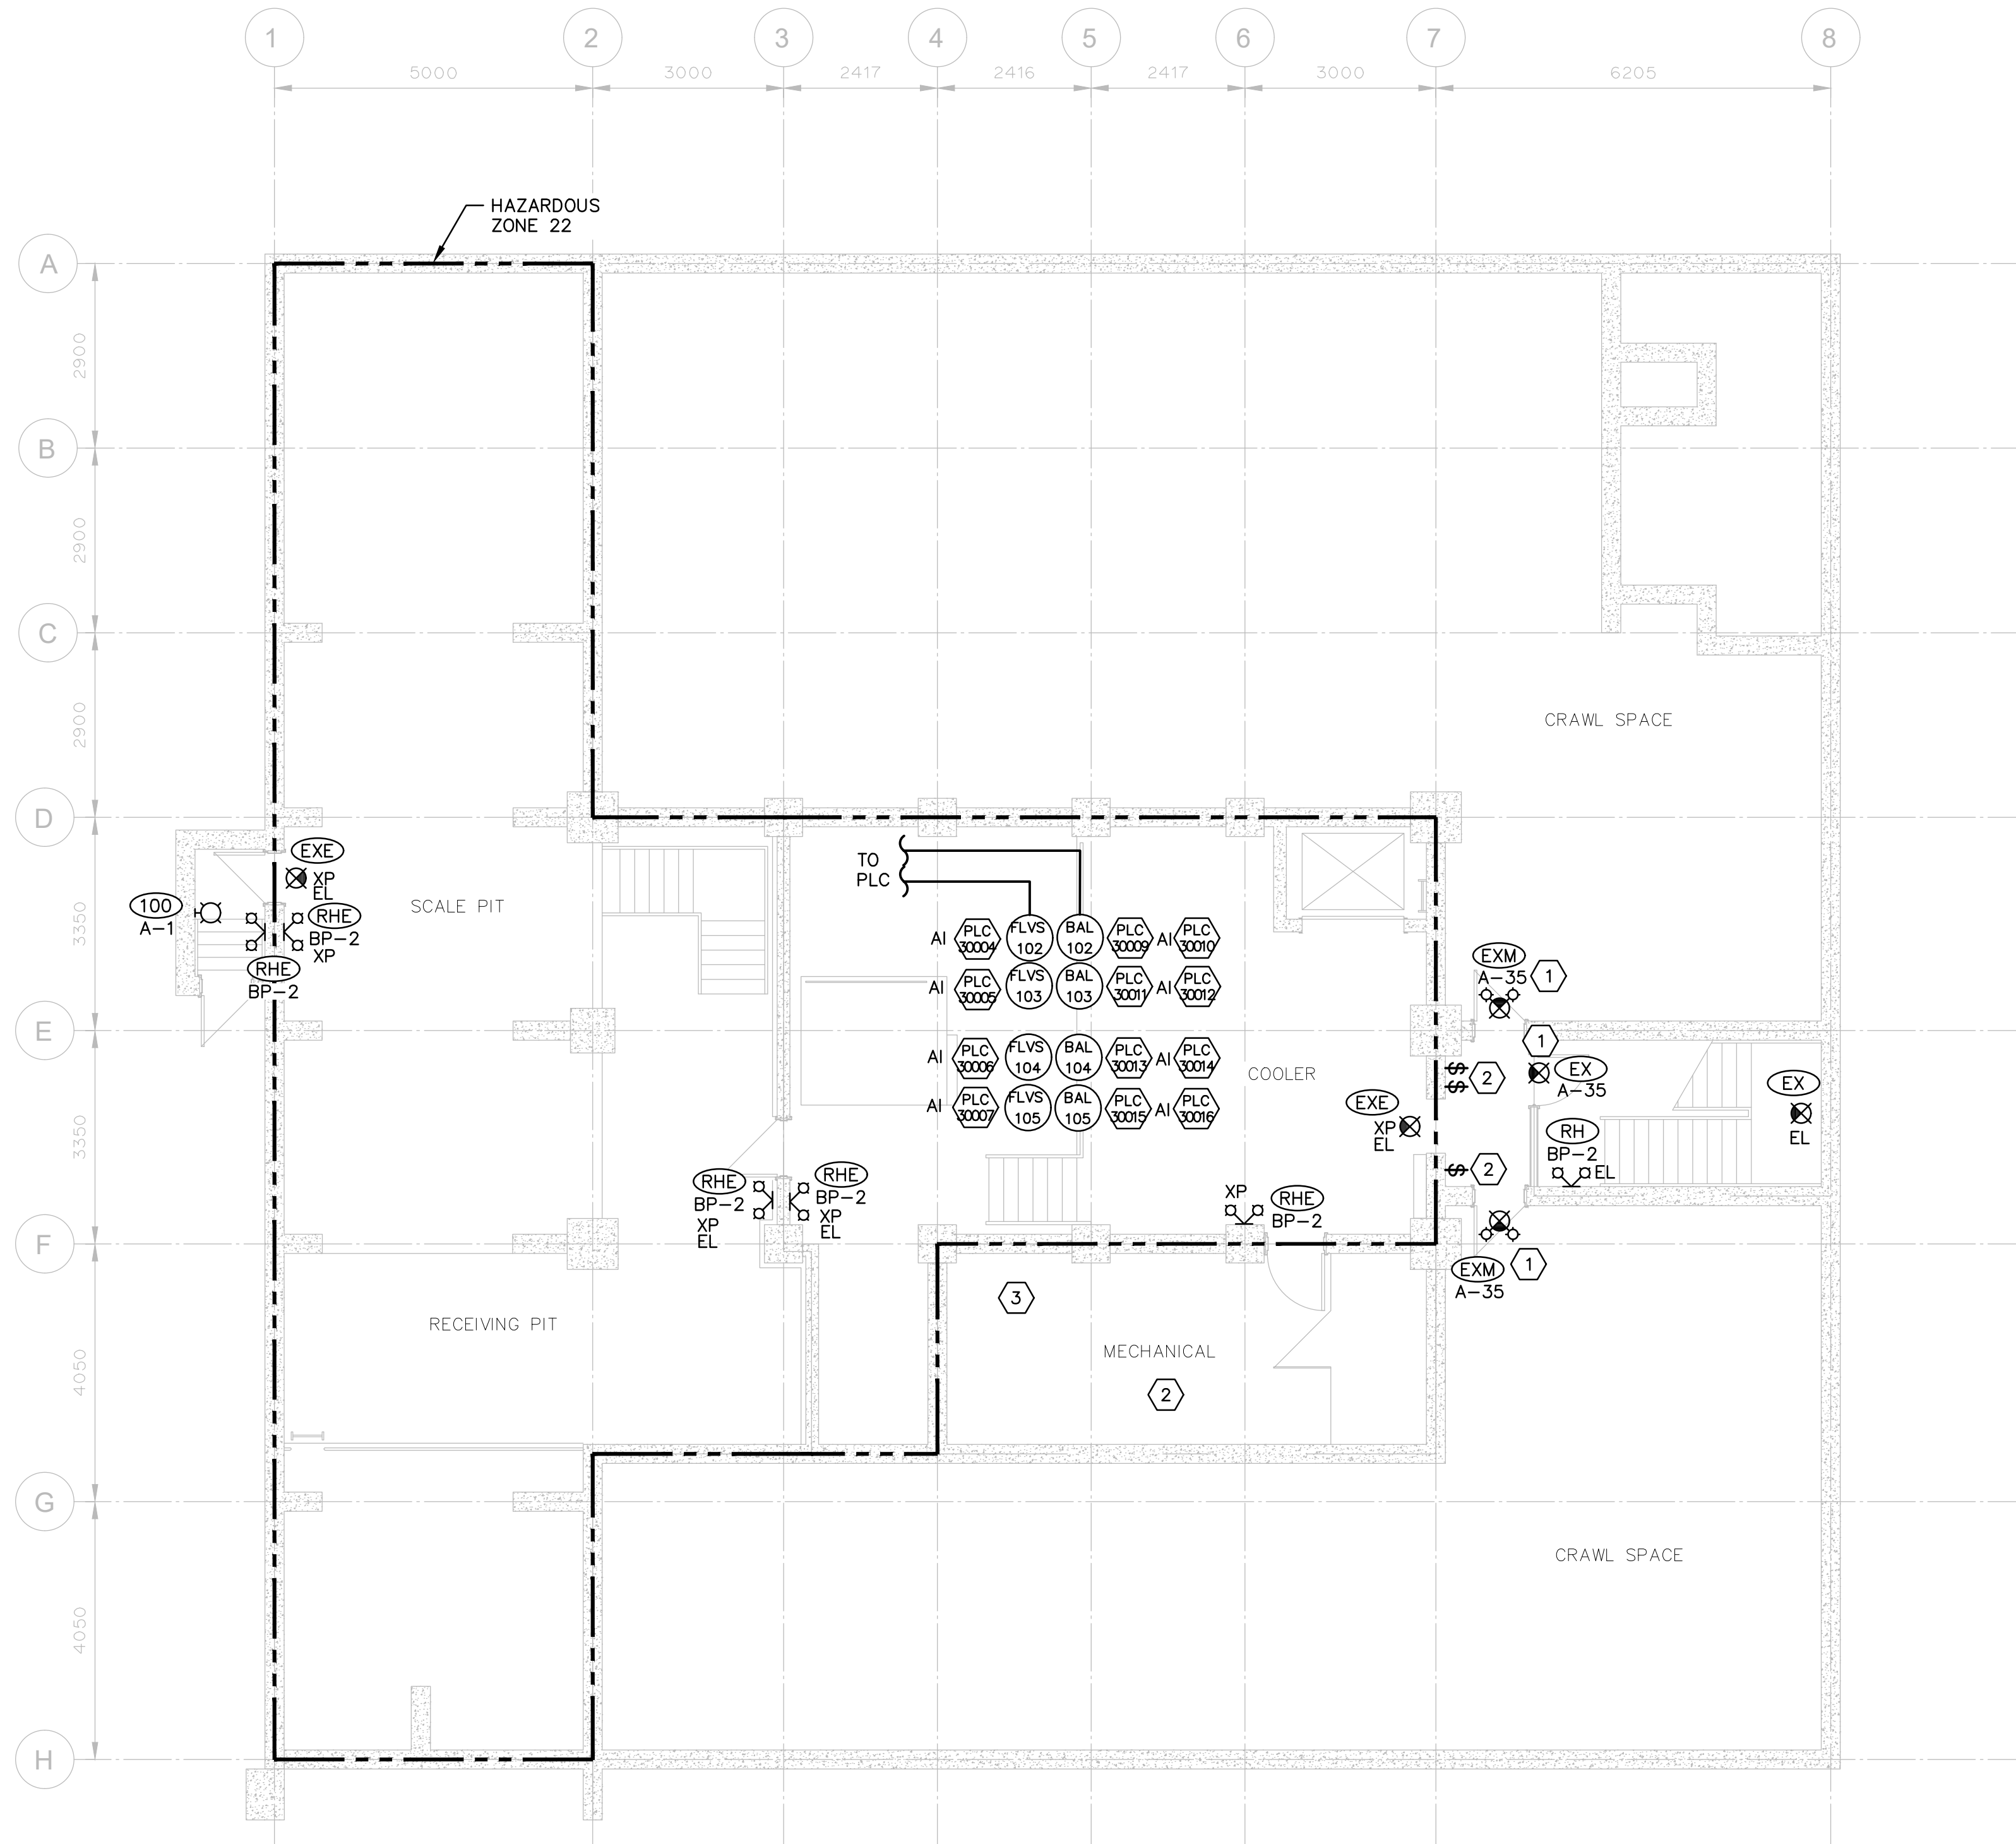 1 2 3 4 5 6 7 8
5000 3000 2417 2416 2417 3000 6205
HAZARDOUS
ZONE 22
A
2900
B
2900
C
2900
CRAWL SPACE
D
EXE
XP
EL
TO
PLC
SCALE PIT
100
A-1
RHE
BP-2
XP
RHE
BP-2
3350
AI PLC 30004 FLVS 102 BAL 102 PLC 30009 AI PLC 30010
AI PLC 30005 FLVS 103 BAL 103 PLC 30011 AI PLC 30012
EXM
A-35
1
E
1
AI PLC 30006 FLVS 104 BAL 104 PLC 30013 AI PLC 30014
AI PLC 30007 FLVS 105 BAL 105 PLC 30015 AI PLC 30016
COOLER
$
$
2
EX
A-35
EX
EL
EXE
XP
EL
3350
RH
BP-2
EL
$
2
RHE
BP-2
XP
EL
RHE
BP-2
XP
EL
XP
RHE
BP-2
F
EXM
A-35
1
3
RECEIVING PIT
MECHANICAL
4050
2
G
CRAWL SPACE
4050
H